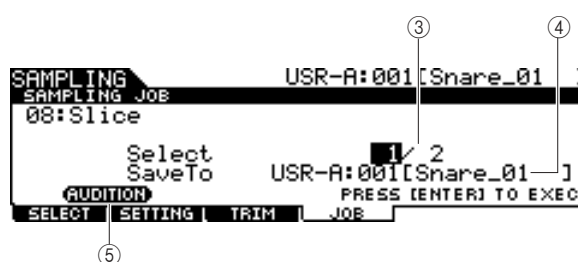 ③ ④
SAMPLING USR-A:001[Snare_01 ]
SAMPLING JOB
08:Slice
Select 1/ 2
SaveTo USR-A:001[Snare_01 ]
AUDITION PRESS [ENTER] TO EXEC
SELECT SETTING TRIM JOB
⑤